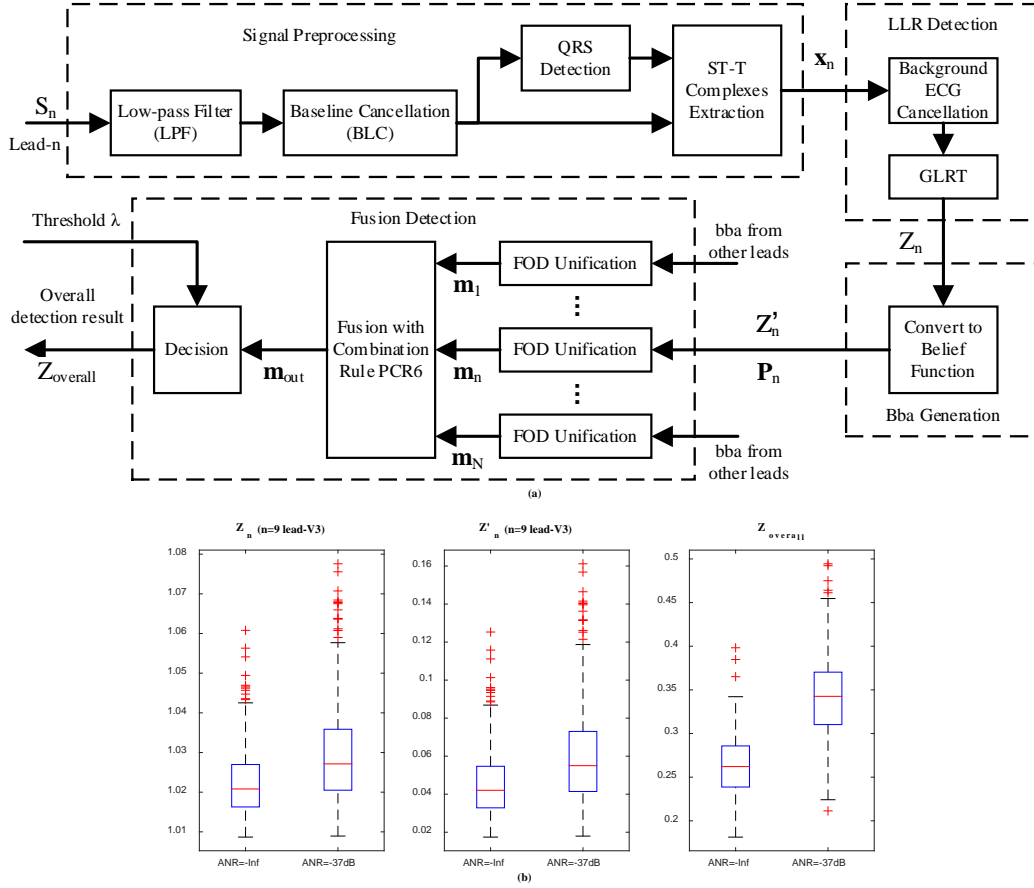 Signal Preprocessing
LLR Detection
S_n
Lead-n
Low-pass Filter
(LPF)
Baseline Cancellation
(BLC)
QRS
Detection
ST-T
Complexes
Extraction
x_n
Background
ECG
Cancellation
GLRT
Z_n
Threshold λ
Fusion Detection
Overall
detection result
Z_overall
Decision
m_out
Fusion with
Combination
Rule PCR6
m_1
m_n
m_N
FOD Unification
⋮
FOD Unification
⋮
FOD Unification
bba from
other leads
Z'_n
P_n
bba from
other leads
Convert to
Belief
Function
Bba Generation
(a)
Z_n (n=9 lead-V3)
1.08
1.07
1.06
1.05
1.04
1.03
1.02
1.01
ANR=-Inf ANR=-37dB
Z'_n (n=9 lead-V3)
0.16
0.14
0.12
0.1
0.08
0.06
0.04
0.02
ANR=-Inf ANR=-37dB
Z_overall
0.5
0.45
0.4
0.35
0.3
0.25
0.2
ANR=-Inf ANR=-37dB
(b)